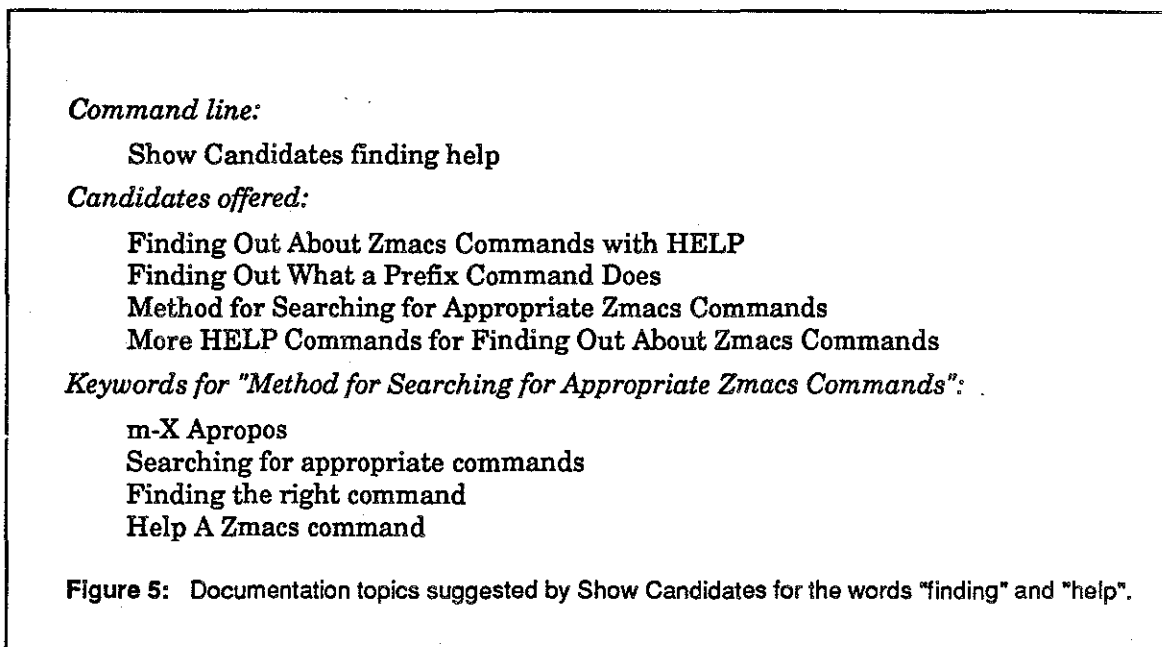 Command line:
Show Candidates finding help
Candidates offered:
Finding Out About Zmacs Commands with HELP
Finding Out What a Prefix Command Does
Method for Searching for Appropriate Zmacs Commands
More HELP Commands for Finding Out About Zmacs Commands
Keywords for "Method for Searching for Appropriate Zmacs Commands":
m-X Apropos
Searching for appropriate commands
Finding the right command
Help A Zmacs command
Figure 5: Documentation topics suggested by Show Candidates for the words "finding" and "help".